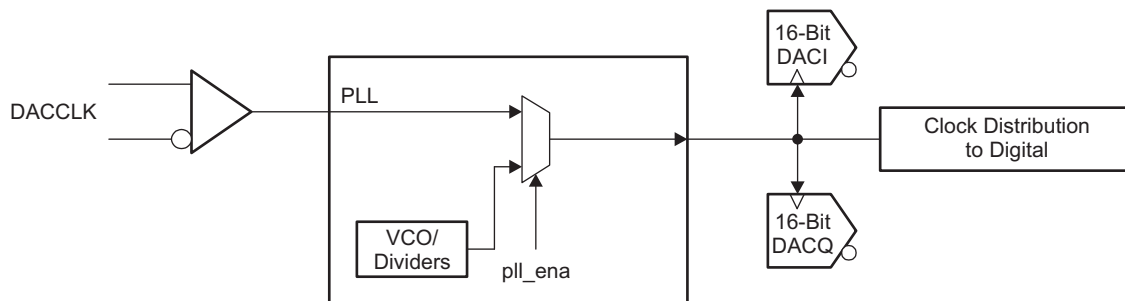 16-Bit
DACI
DACCLK
PLL
Clock Distribution
to Digital
VCO/
Dividers
pll_ena
16-Bit
DACQ